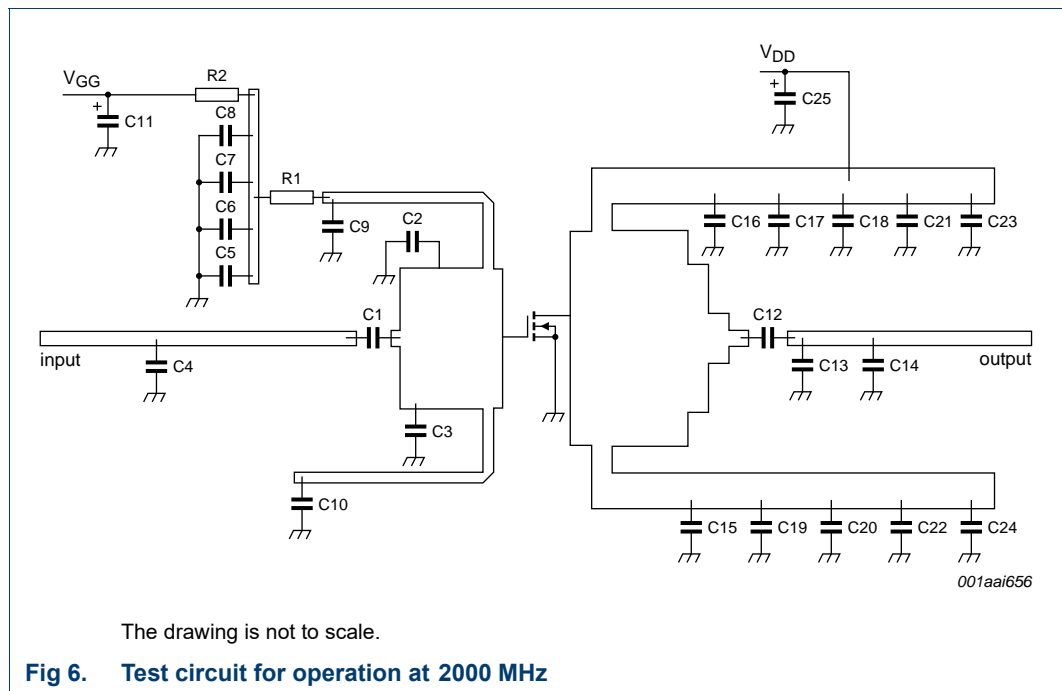 VDD
VGG
R2
+
C11
C8
C7
C6
C5
R1
C9
C2
+
C25
C16
C17
C18
C21
C23
C1
input
C4
C3
C10
C12
C13
C14
output
C15
C19
C20
C22
C24
001aai656
The drawing is not to scale.
Fig 6. Test circuit for operation at 2000 MHz